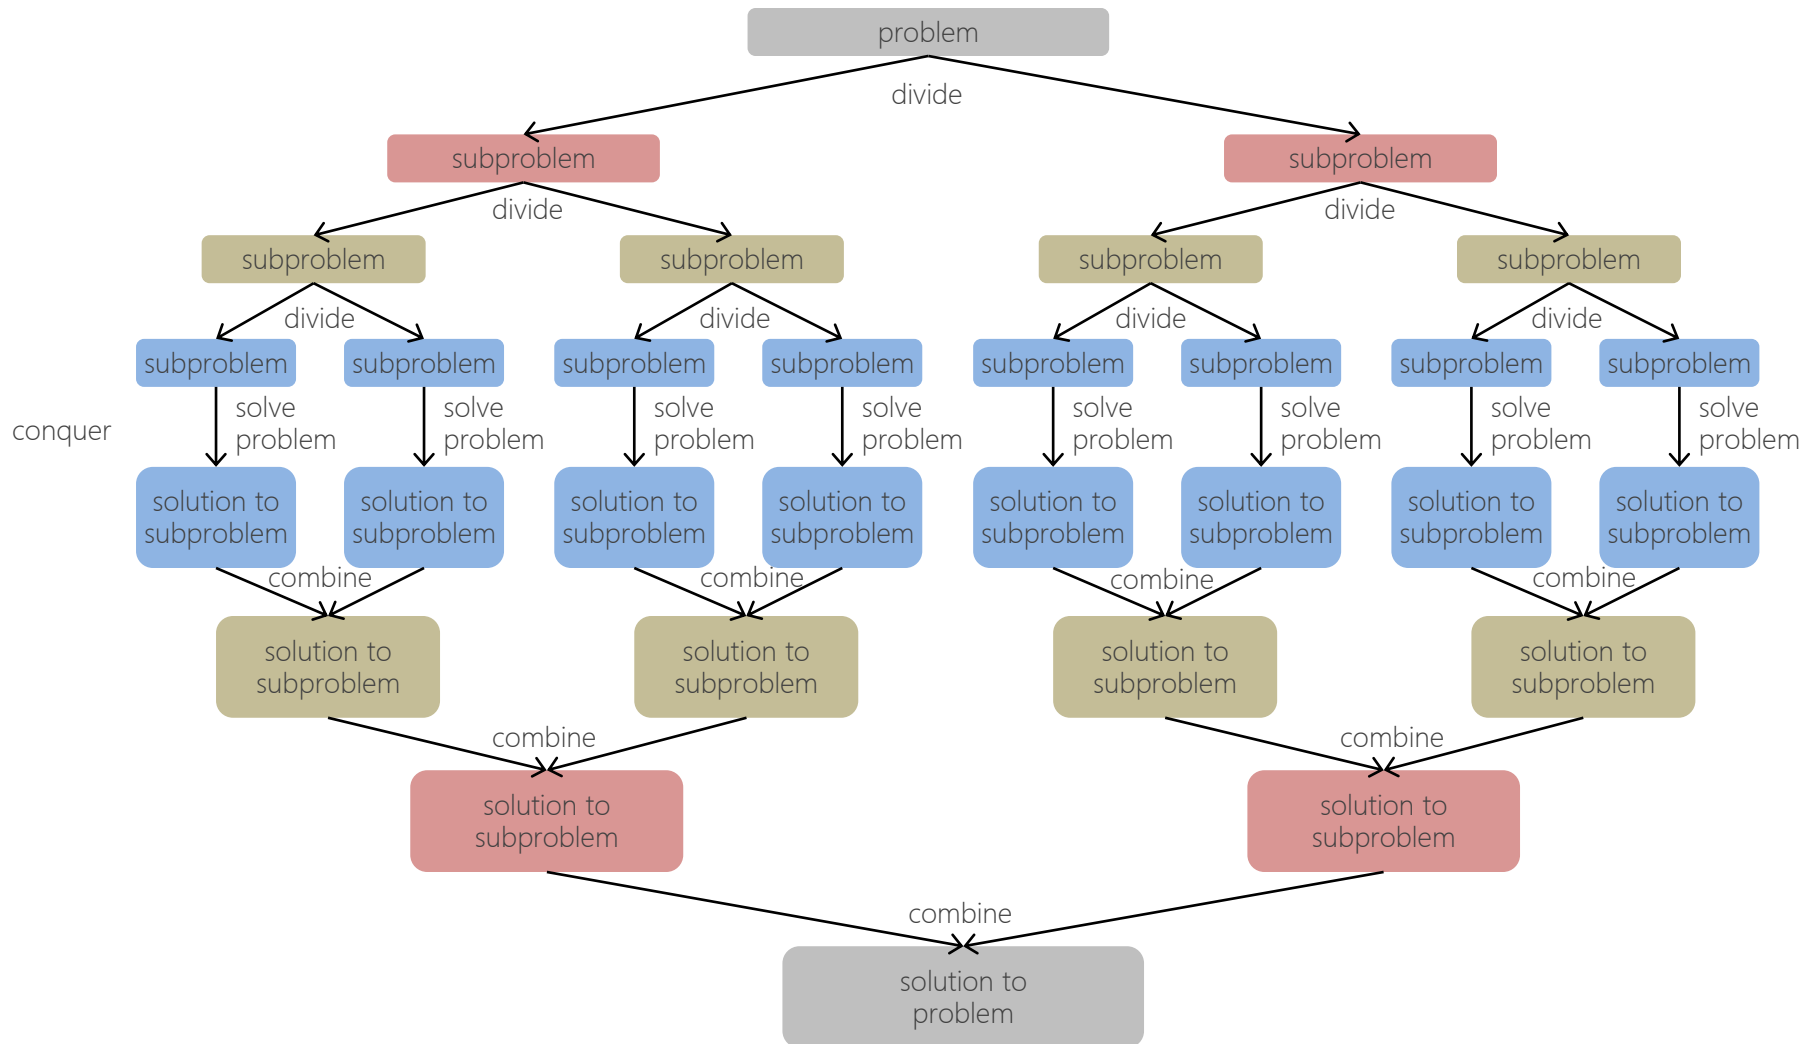 problem
divide
subproblem
subproblem
divide
divide
subproblem
subproblem
subproblem
subproblem
divide
divide
divide
divide
subproblem
subproblem
subproblem
subproblem
subproblem
subproblem
subproblem
subproblem
conquer
solve
problem
solve
problem
solve
problem
solve
problem
solve
problem
solve
problem
solve
problem
solve
problem
solution to
subproblem
solution to
subproblem
solution to
subproblem
solution to
subproblem
solution to
subproblem
solution to
subproblem
solution to
subproblem
solution to
subproblem
combine
combine
combine
combine
solution to
subproblem
solution to
subproblem
solution to
subproblem
solution to
subproblem
combine
combine
solution to
subproblem
solution to
subproblem
combine
solution to
problem